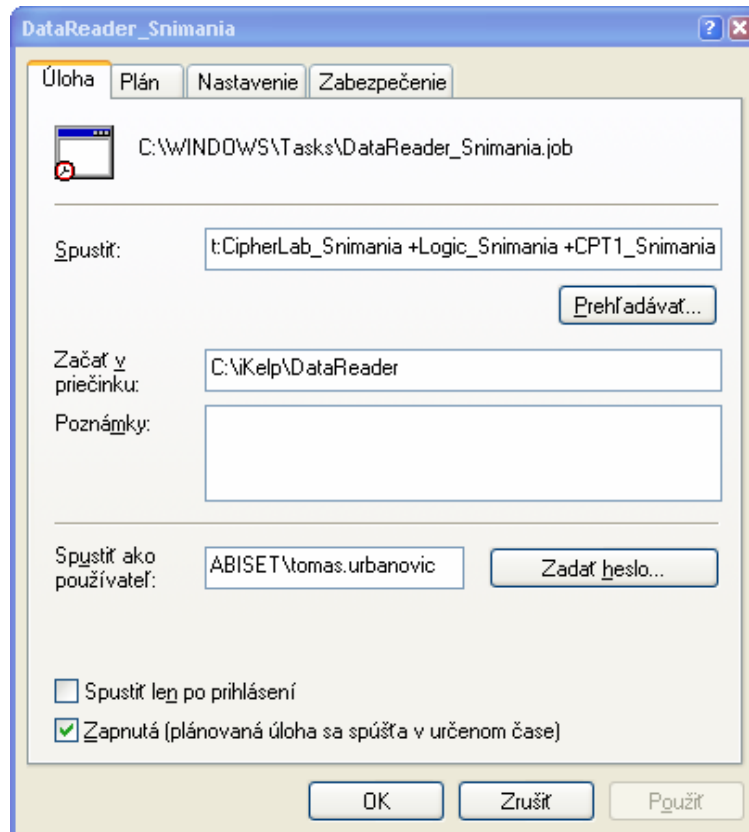 DataReader_Snimania
Úloha Plán Nastavenie Zabezpečenie
C:\WINDOWS\Tasks\DataReader_Snimania.job
Spustiť: t:CipherLab_Snimania +Logic_Snimania +CPT1_Snimania
Prehľadávať...
Začať v
priečinku: C:\iKelp\DataReader
Poznámky:
Spustiť ako
používateľ: ABISET\tomas.urbanovic Zadať heslo...
Spustiť len po prihlásení
Zapnutá (plánovaná úloha sa spúšťa v určenom čase)
OK Zrušiť Použiť